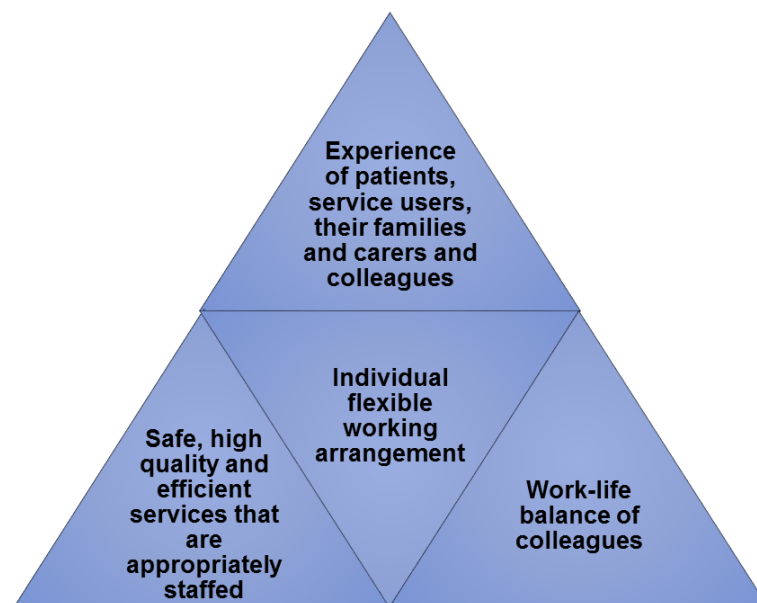 Experience
of patients,
service users,
their families
and carers and
colleagues
Individual
flexible
working
arrangement
Safe, high
quality and
efficient
services that
are
appropriately
staffed
Work-life
balance of
colleagues